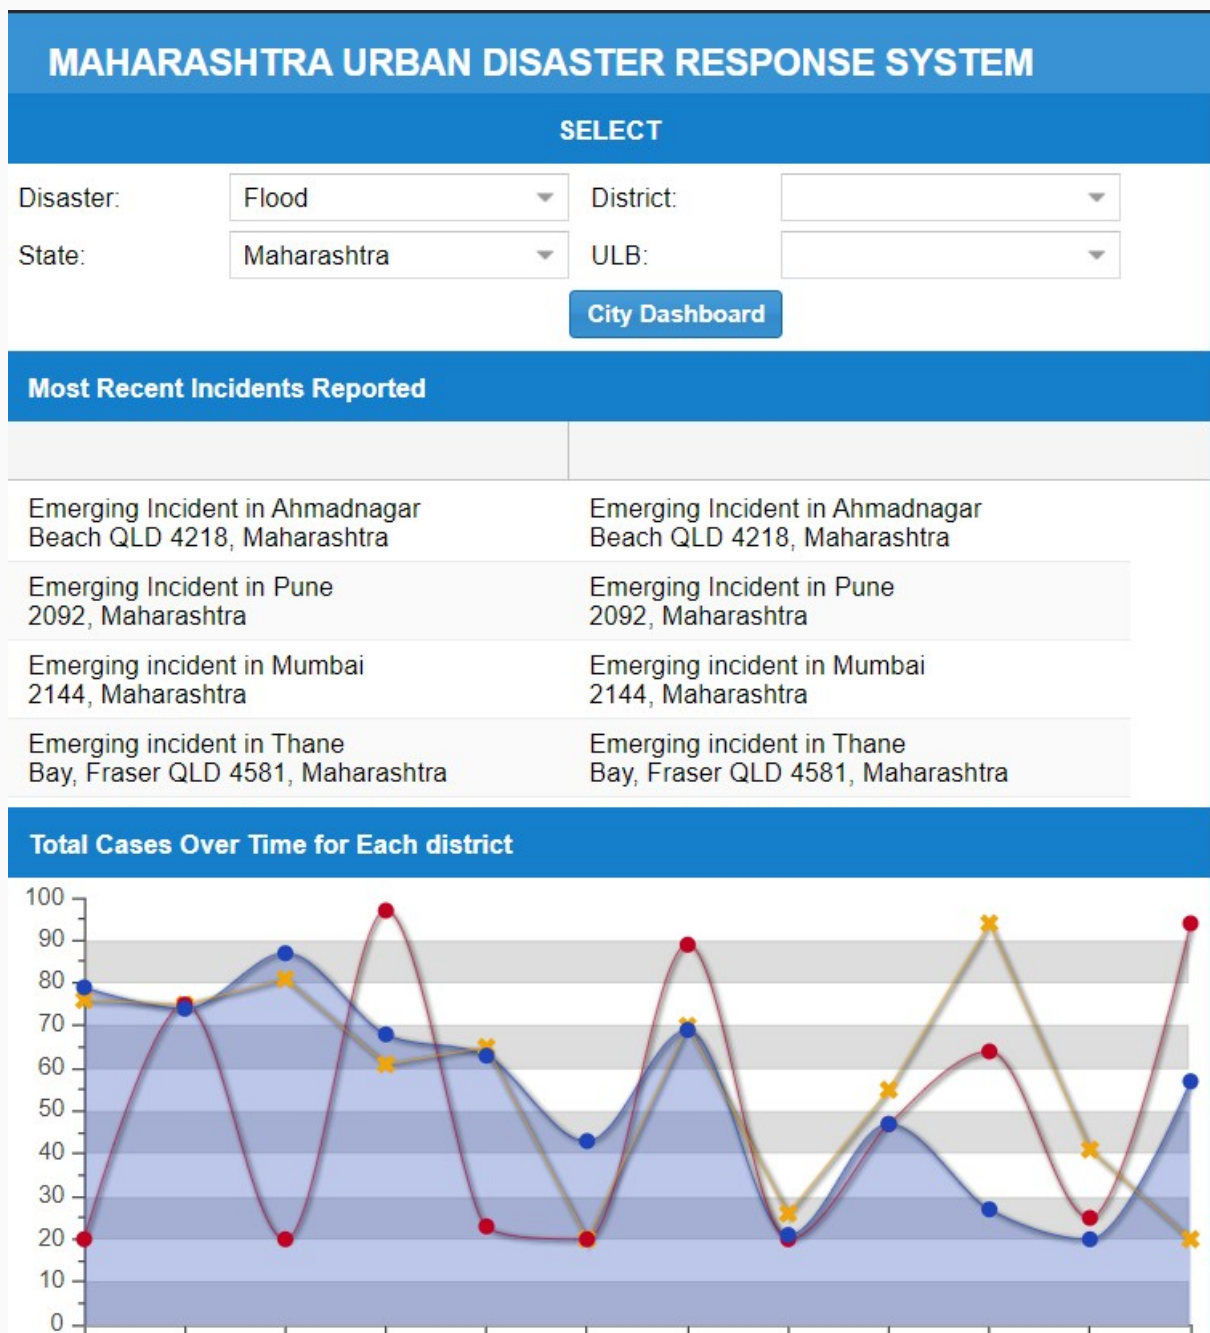 MAHARASHTRA URBAN DISASTER RESPONSE SYSTEM
SELECT
Disaster: Flood District:
State: Maharashtra ULB:
City Dashboard
Most Recent Incidents Reported
Emerging Incident in Ahmadnagar Emerging Incident in Ahmadnagar
Beach QLD 4218, Maharashtra Beach QLD 4218, Maharashtra
Emerging Incident in Pune Emerging Incident in Pune
2092, Maharashtra 2092, Maharashtra
Emerging incident in Mumbai Emerging incident in Mumbai
2144, Maharashtra 2144, Maharashtra
Emerging incident in Thane Emerging incident in Thane
Bay, Fraser QLD 4581, Maharashtra Bay, Fraser QLD 4581, Maharashtra
Total Cases Over Time for Each district
100
90
80
70
60
50
40
30
20
10
0